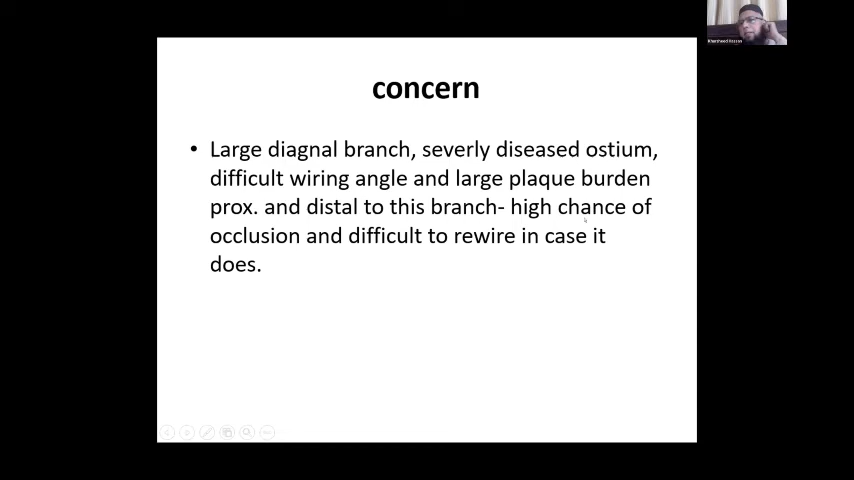 concern
• Large diagnal branch, severly diseased ostium,
difficult wiring angle and large plaque burden
prox. and distal to this branch- high chance of
occlusion and difficult to rewire in case it
does.